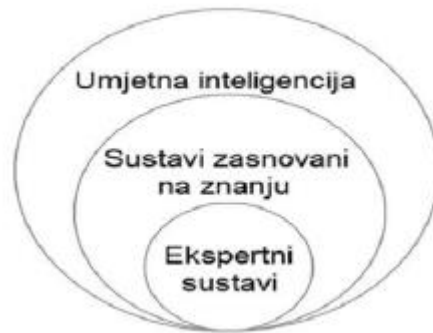 Umjetna inteligencija
Sustavi zasnovani
na znanju
Ekspertni
sustavi